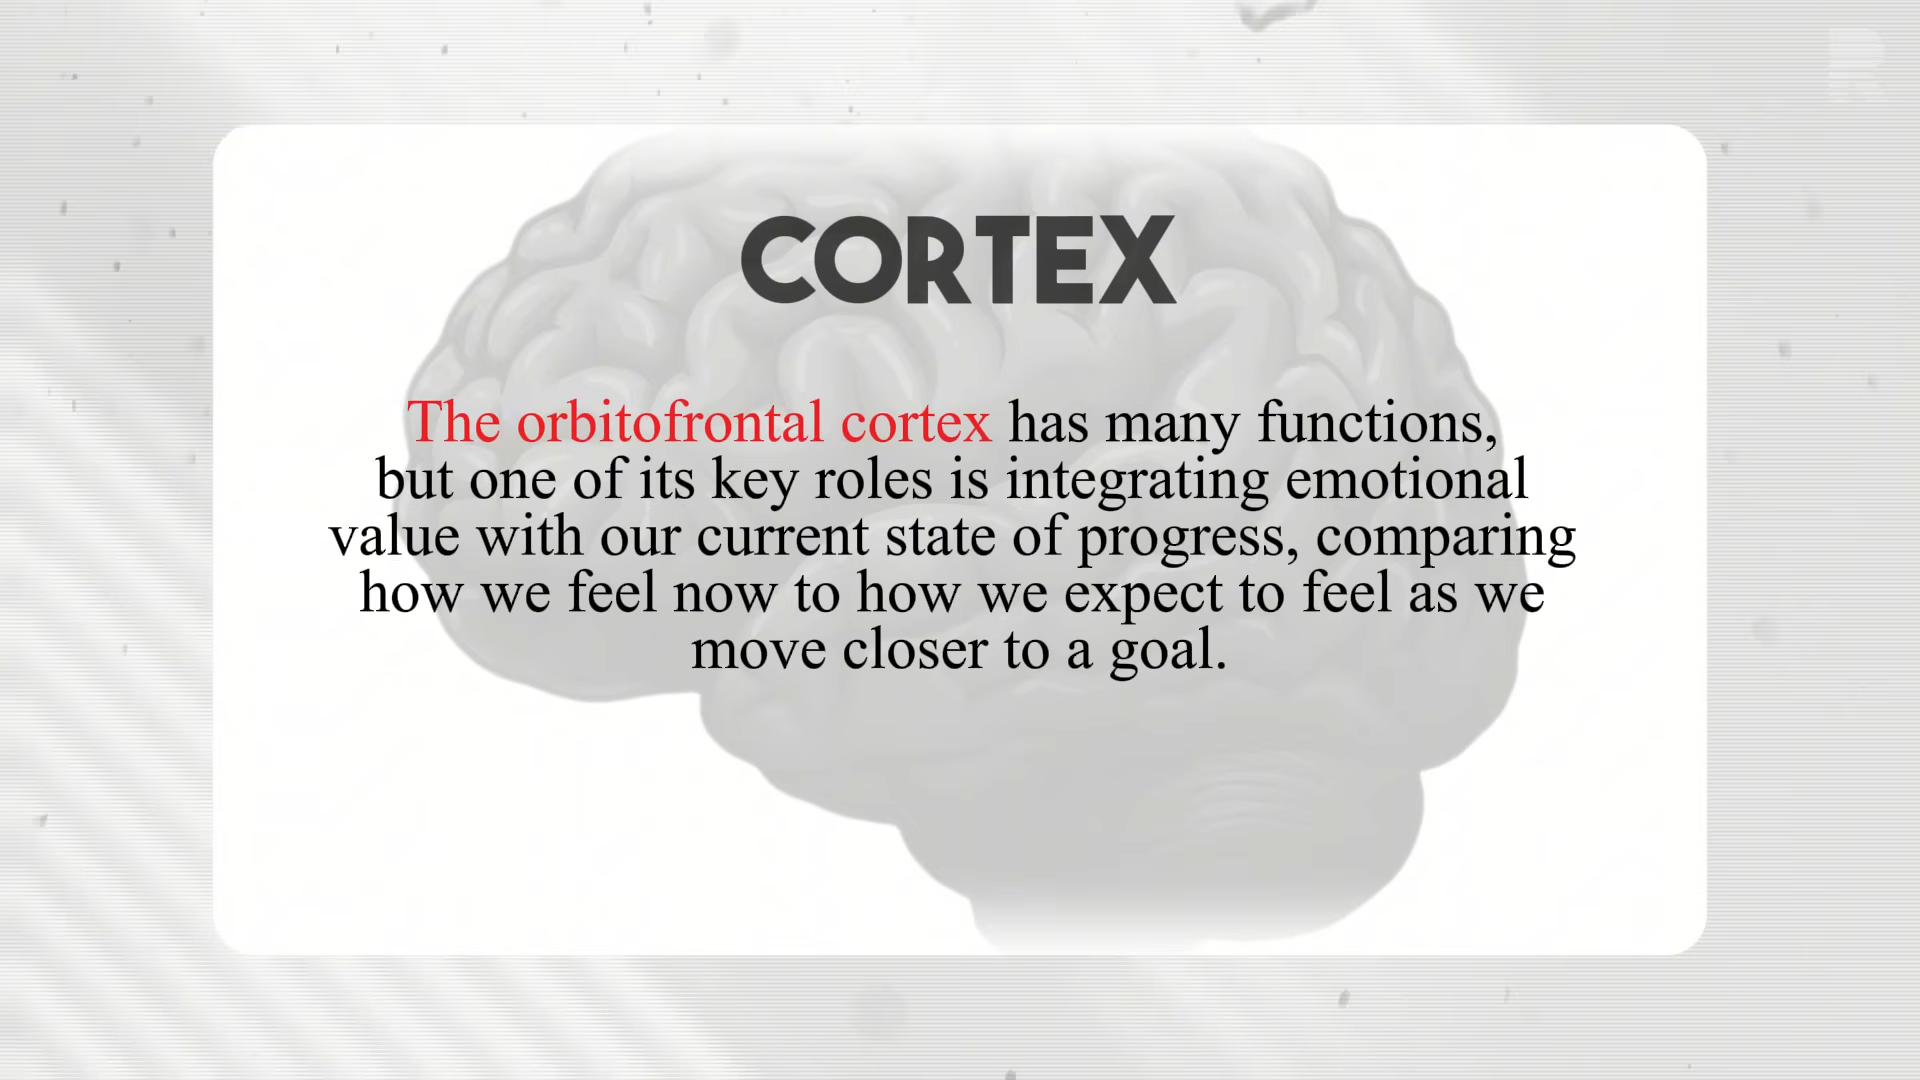 CORTEX
The orbitofrontal cortex has many functions,
but one of its key roles is integrating emotional
value with our current state of progress, comparing
how we feel now to how we expect to feel as we
move closer to a goal.